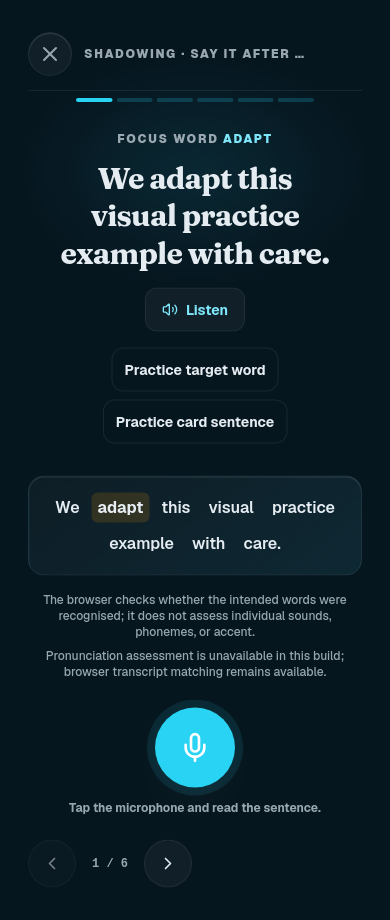 SHADOWING · SAY IT AFTER …
FOCUS WORD ADAPT
We adapt this
visual practice
example with care.
Listen
Practice target word
Practice card sentence
We adapt this visual practice
example with care.
The browser checks whether the intended words were
recognised; it does not assess individual sounds,
phonemes, or accent.
Pronunciation assessment is unavailable in this build;
browser transcript matching remains available.
Tap the microphone and read the sentence.
1 / 6